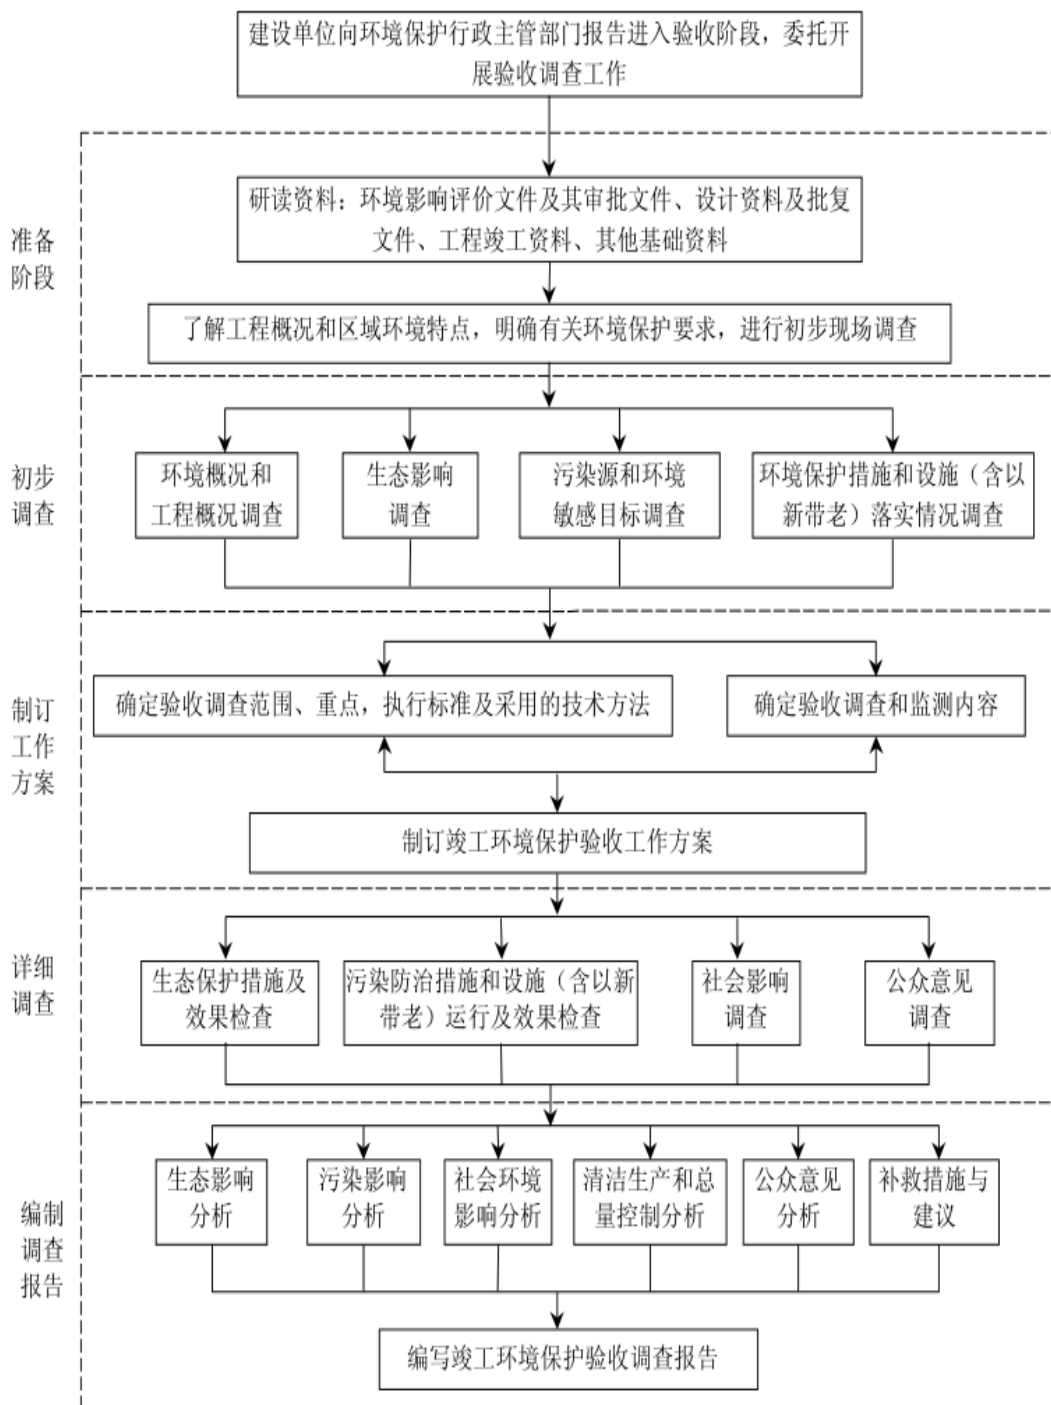 建设单位向环境保护行政主管部门报告进入验收阶段，委托开
展验收调查工作
准备
阶段
研读资料：环境影响评价文件及其审批文件、设计资料及批复
文件、工程竣工资料、其他基础资料
了解工程概况和区域环境特点，明确有关环境保护要求，进行初步现场调查
初步
调查
环境概况和
工程概况调查
生态影响
调查
污染源和环境
敏感目标调查
环境保护措施和设施（含以
新带老）落实情况调查
制订
工作
方案
确定验收调查范围、重点，执行标准及采用的技术方法
确定验收调查和监测内容
制订竣工环境保护验收工作方案
详细
调查
生态保护措施及
效果检查
污染防治措施和设施（含以新
带老）运行及效果检查
社会影响
调查
公众意见
调查
编制
调查
报告
生态影响
分析
污染影响
分析
社会环境
影响分析
清洁生产和总
量控制分析
公众意见
分析
补救措施与
建议
编写竣工环境保护验收调查报告